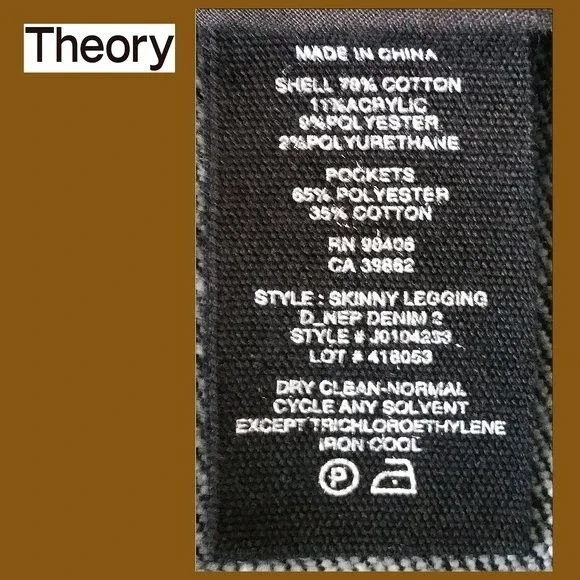 Theory
MADE IN CHINA
SHELL 78% COTTON
11%ACRYLIC
9%POLYESTER
2%POLYURETHANE
POCKETS
65% POLYESTER
35% COTTON
RN 98408
CA 39862
STYLE : SKINNY LEGGING
D_NEP DENIM 2
STYLE # J0104233
LOT # 418053
DRY CLEAN-NORMAL
CYCLE ANY SOLVENT
EXCEPT TRICHLOROETHYLENE
IRON COOL
P